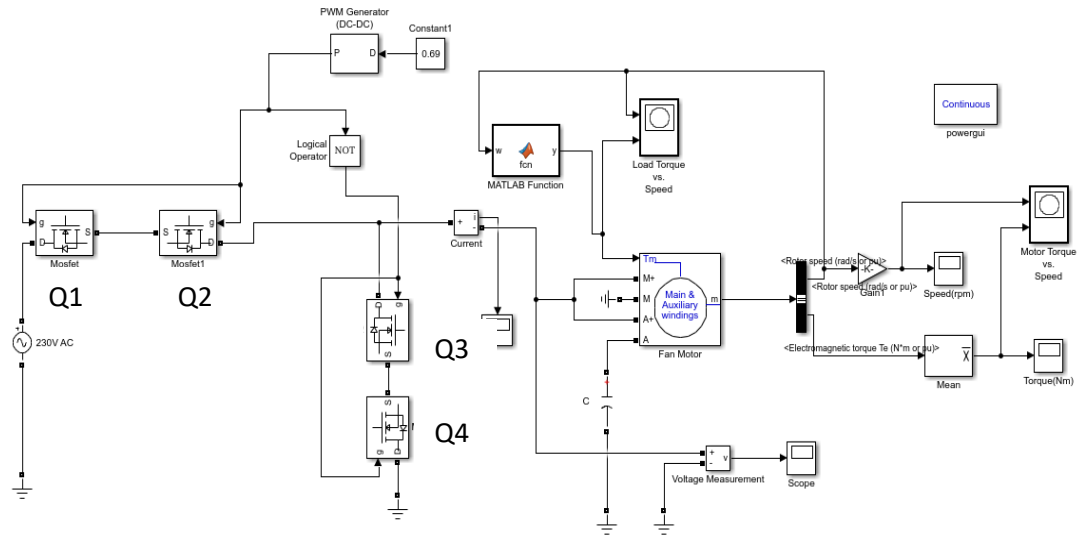 PWM Generator
(DC-DC)
Constant1
P
D
0.69
Logical
Operator
NOT
w
fcn
y
MATLAB Function
Load Torque
vs.
Speed
Continuous
powergui
g
D
S
Mosfet
S
g
D
Mosfet1
Q1
Q2
+
i
-
Current
230V AC
D
g
S
Q3
S
g
D
Q4
Tm
M+
M
A+
A
Main &
Auxiliary
windings
m
Fan Motor
<Rotor speed (rad/s or pu)>
-K-
Gain1
<Rotor speed (rad/s or pu)>
Speed(rpm)
Motor Torque
vs.
Speed
<Electromagnetic torque Te (N*m or pu)>
X
Mean
Torque(Nm)
+
C
+
-
v
Voltage Measurement
Scope